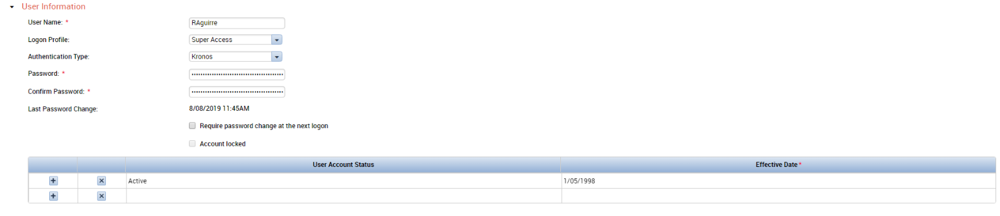 User Information
User Name: *
RAguirre
Logon Profile:
Super Access
Authentication Type:
Kronos
Password: *
Confirm Password: *
Last Password Change:
8/08/2019 11:45AM
Require password change at the next logon
Account locked
User Account Status
Effective Date *
Active
1/05/1998